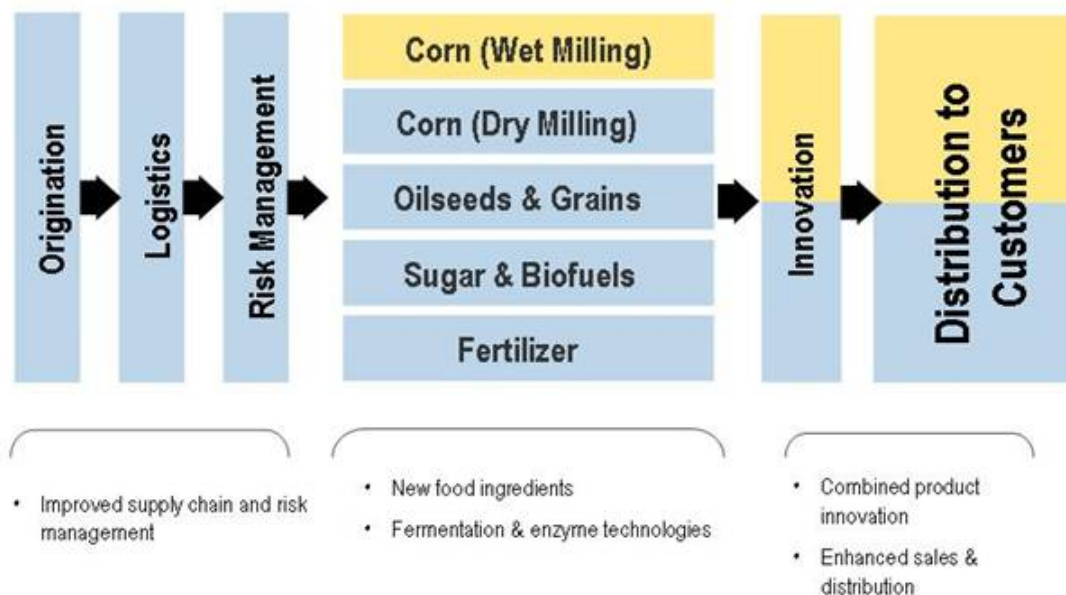 Origination
Logistics
Risk Management
Corn (Wet Milling)
Corn (Dry Milling)
Oilseeds & Grains
Sugar & Biofuels
Fertilizer
Innovation
Distribution to
Customers
• Improved supply chain and risk
management
• New food ingredients
• Fermentation & enzyme technologies
• Combined product
innovation
• Enhanced sales &
distribution